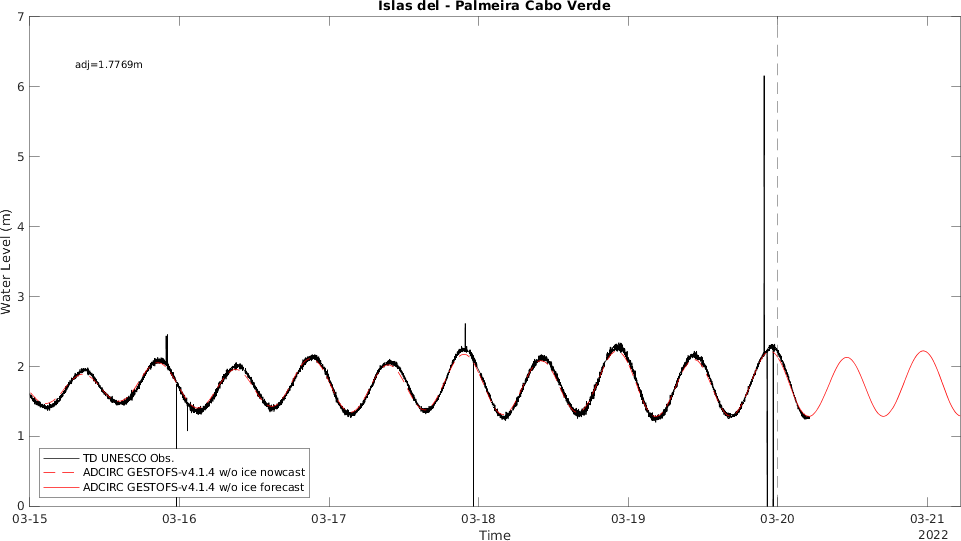 Islas del - Palmeira Cabo Verde
adj=1.7769m
7
6
5
4
3
2
1
0
Water Level (m)
TD UNESCO Obs.
ADCIRC GESTOFS-v4.1.4 w/o ice nowcast
ADCIRC GESTOFS-v4.1.4 w/o ice forecast
03-15 03-16 03-17 03-18 03-19 03-20 03-21
Time
2022